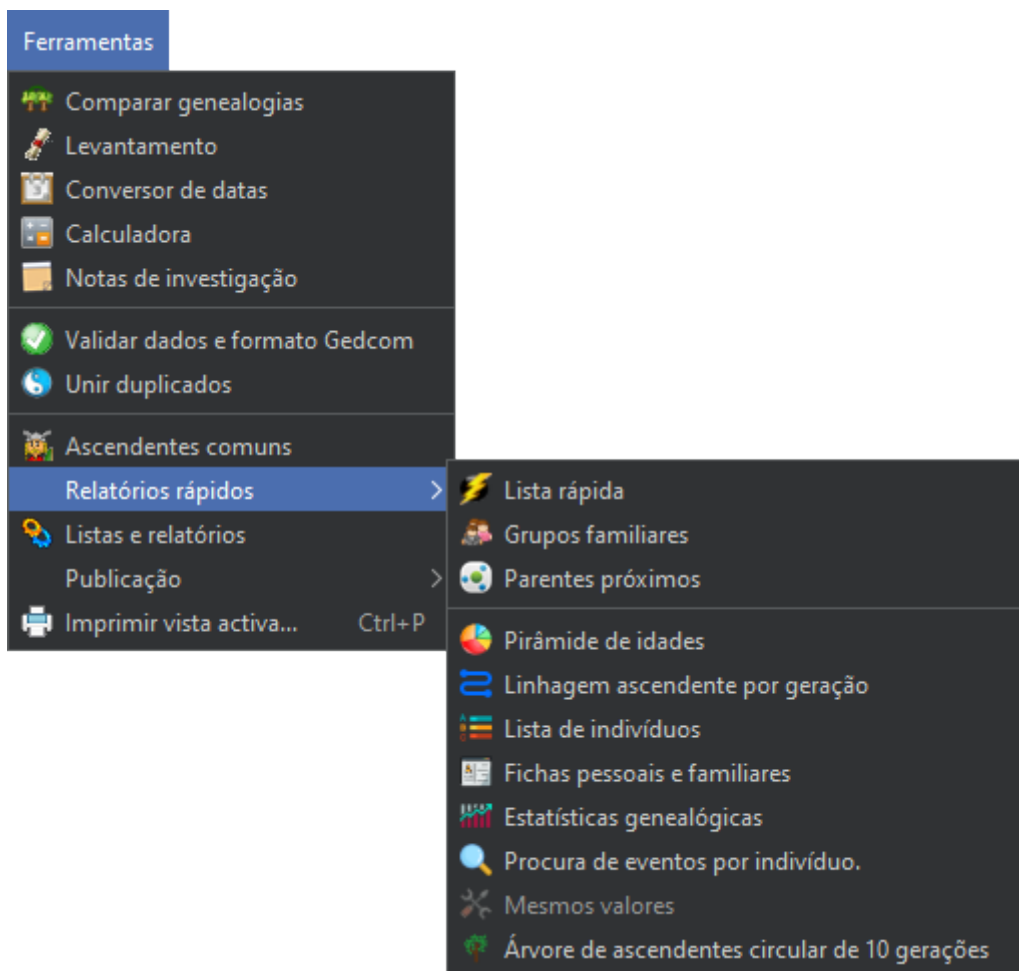 Ferramentas
Comparar genealogias
Levantamento
Conversor de datas
Calculadora
Notas de investigação
Validar dados e formato Gedcom
Unir duplicados
Ascendentes comuns
Relatórios rápidos
Listas e relatórios
Publicação
Imprimir vista activa... Ctrl+P
Lista rápida
Grupos familiares
Parentes próximos
Pirâmide de idades
Linhagem ascendente por geração
Lista de indivíduos
Fichas pessoais e familiares
Estatísticas genealógicas
Procura de eventos por indivíduo.
Mesmos valores
Árvore de ascendentes circular de 10 gerações